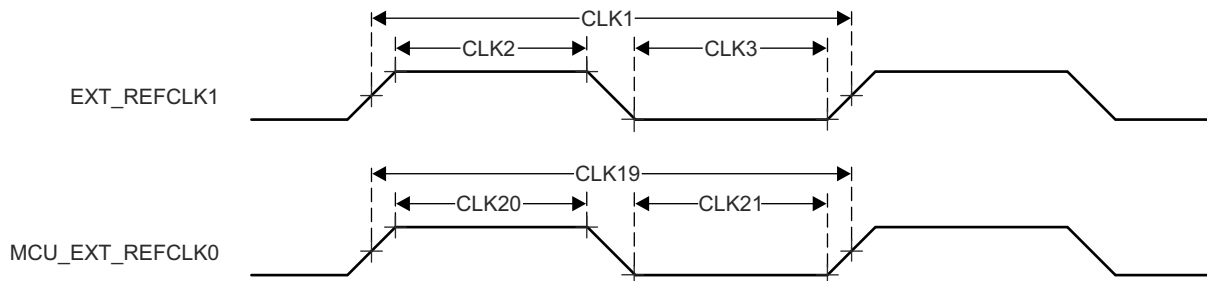 CLK1
CLK2
CLK3
EXT_REFCLK1
CLK19
CLK20
CLK21
MCU_EXT_REFCLK0